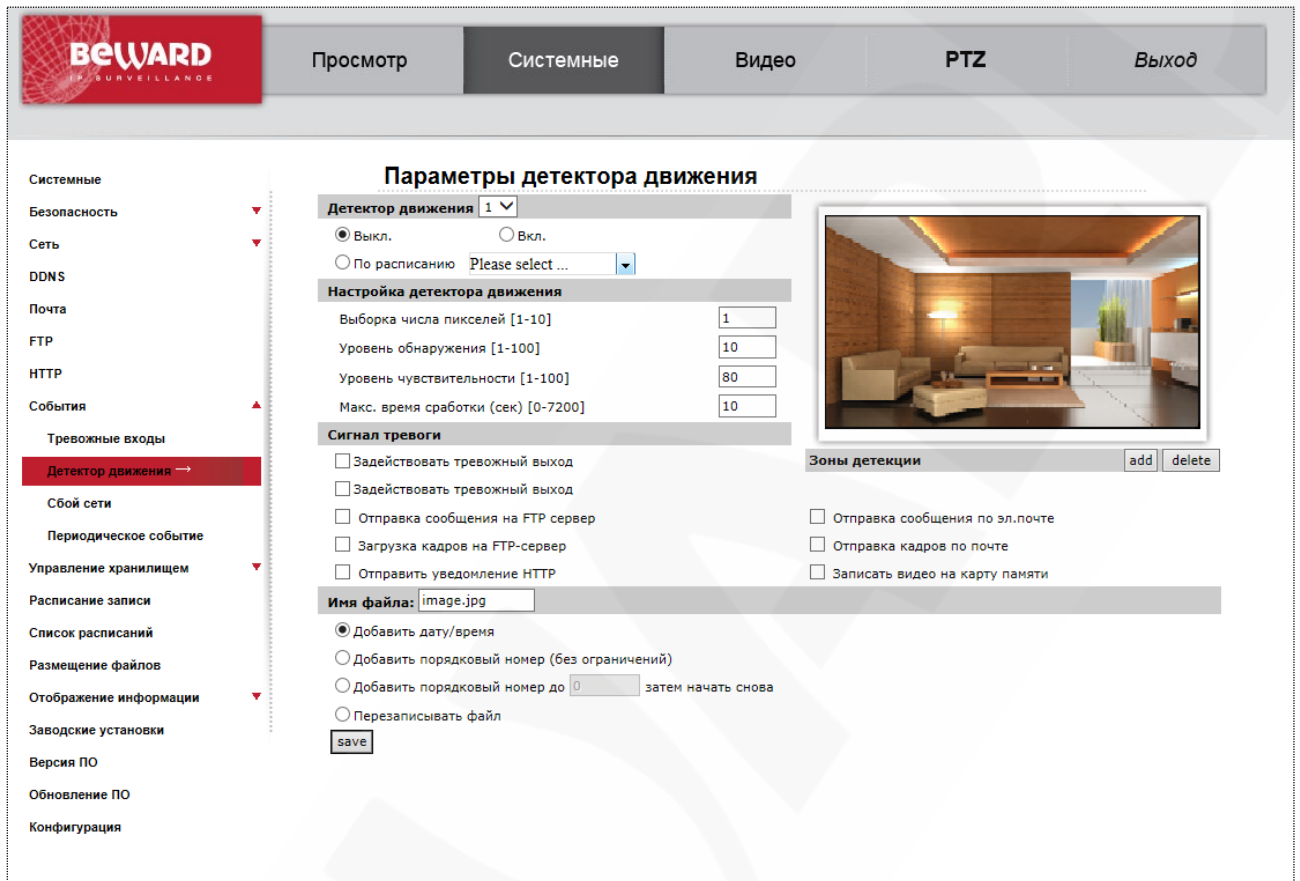 BEWARD
IP SURVEILLANCE
Просмотр
Системные
Видео
PTZ
Выход
Системные
Безопасность
Сеть
DDNS
Почта
FTP
HTTP
События
Тревожные входы
Детектор движения →
Сбой сети
Периодическое событие
Управление хранилищем
Расписание записи
Список расписаний
Размещение файлов
Отображение информации
Заводские установки
Версия ПО
Обновление ПО
Конфигурация
Параметры детектора движения
Детектор движения 1
Выкл. Вкл.
По расписанию Please select ...
Настройка детектора движения
Выборка числа пикселей [1-10] 1
Уровень обнаружения [1-100] 10
Уровень чувствительности [1-100] 80
Макс. время сработки (сек) [0-7200] 10
Сигнал тревоги
Зоны детекции add delete
Задействовать тревожный выход
Задействовать тревожный выход
Отправка сообщения на FTP сервер Отправка сообщения по эл.почте
Загрузка кадров на FTP-сервер Отправка кадров по почте
Отправить уведомление HTTP Записать видео на карту памяти
Имя файла: image.jpg
Добавить дату/время
Добавить порядковый номер (без ограничений)
Добавить порядковый номер до 0 затем начать снова
Перезаписывать файл
save